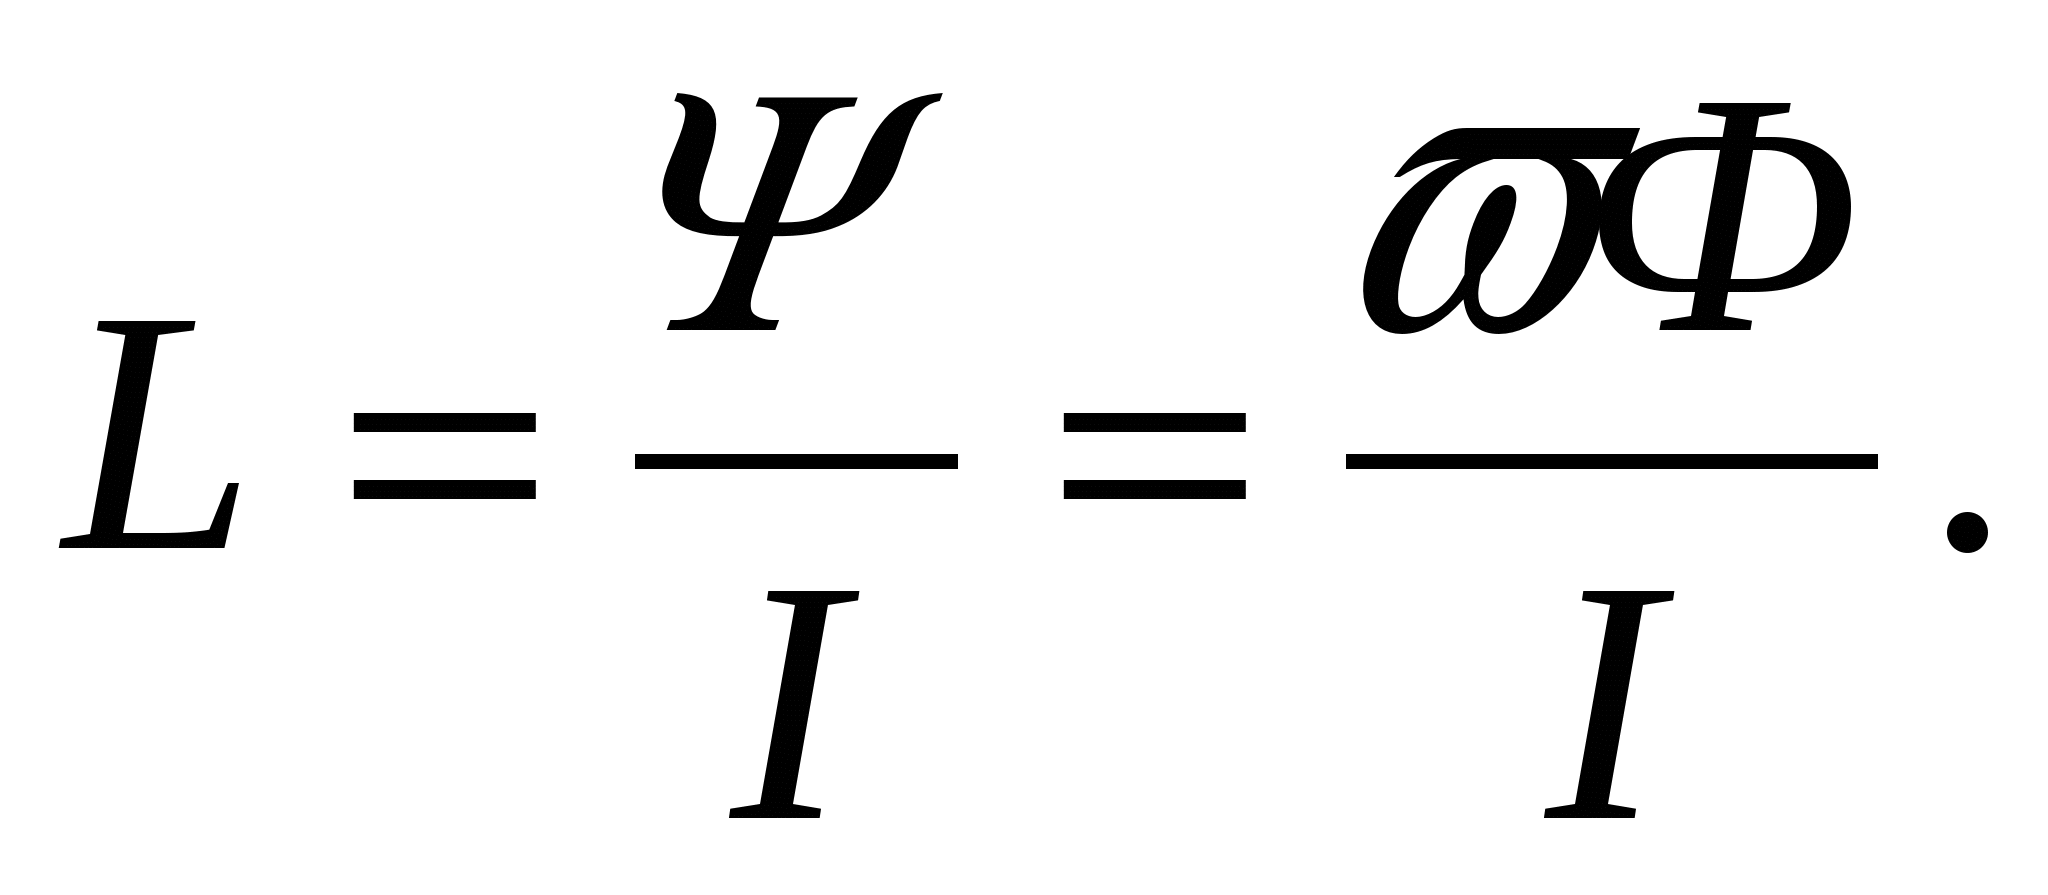 L = Ψ/I = ϖΦ/I.